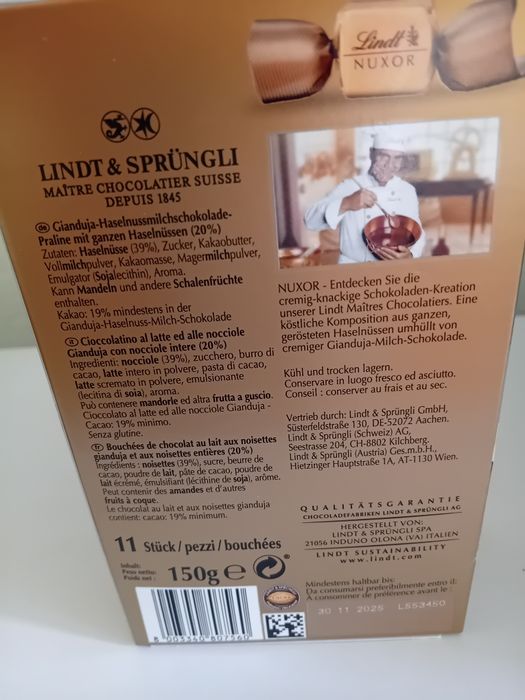 Lindt
NUXOR
LINDT & SPRÜNGLI
MAÎTRE CHOCOLATIER SUISSE
DEPUIS 1845
de Gianduja-Haselnussmilchschokolade-
Praline mit ganzen Haselnüssen (20%)
Zutaten: Haselnüsse (39%), Zucker, Kakaobutter,
Vollmilchpulver, Kakaomasse, Magermilchpulver,
Emulgator (Sojalecithin), Aroma.
Kann Mandeln und andere Schalenfrüchte
enthalten.
Kakao: 19% mindestens in der
Gianduja-Haselnuss-Milch-Schokolade
it Cioccolatino al latte ed alle nocciole
Gianduja con nocciole intere (20%)
Ingredienti: nocciole (39%), zucchero, burro di
cacao, latte intero in polvere, pasta di cacao,
latte scremato in polvere, emulsionante
(lecitina di soia), aroma.
Può contenere mandorle ed altra frutta a guscio.
Cioccolato al latte ed alle nocciole Gianduja -
Cacao: 19% minimo.
Senza glutine.
fr Bouchées de chocolat au lait aux noisettes
gianduja et aux noisettes entières (20%)
Ingrédients : noisettes (39%), sucre, beurre de
cacao, poudre de lait, pâte de cacao, poudre de
lait écrémé, émulsifiant (lécithine de soja), arôme.
Peut contenir des amandes et d'autres
fruits à coque.
Le chocolat au lait et aux noisettes gianduja
contient: cacao: 19% minimum.
11 Stück / pezzi / bouchées
Inhalt:
Peso netto:
Poids net :
150g e
8 003340 807560
NUXOR - Entdecken Sie die
cremig-knackige Schokoladen-Kreation
unserer Lindt Maîtres Chocolatiers. Eine
köstliche Komposition aus ganzen,
gerösteten Haselnüssen umhüllt von
cremiger Gianduja-Milch-Schokolade.
Kühl und trocken lagern.
Conservare in luogo fresco ed asciutto.
Conseil : conserver au frais et au sec.
Vertrieb durch: Lindt & Sprüngli GmbH,
Süsterfeldstraße 130, DE-52072 Aachen.
Lindt & Sprüngli (Schweiz) AG,
Seestrasse 204, CH-8802 Kilchberg.
Lindt & Sprüngli (Austria) Ges.m.b.H.,
Hietzinger Hauptstraße 1A, AT-1130 Wien.
QUALITÄTSGARANTIE
CHOCOLADEFABRIKEN LINDT & SPRÜNGLI AG
HERGESTELLT VON:
LINDT & SPRÜNGLI SPA
21056 INDUNO OLONA (VA) ITALIEN
LINDT SUSTAINABILITY
www.lindt.com
Mindestens haltbar bis:
Da consumarsi preferibilmente entro il:
À consommer de préférence avant le :
30 11 2025 L553450